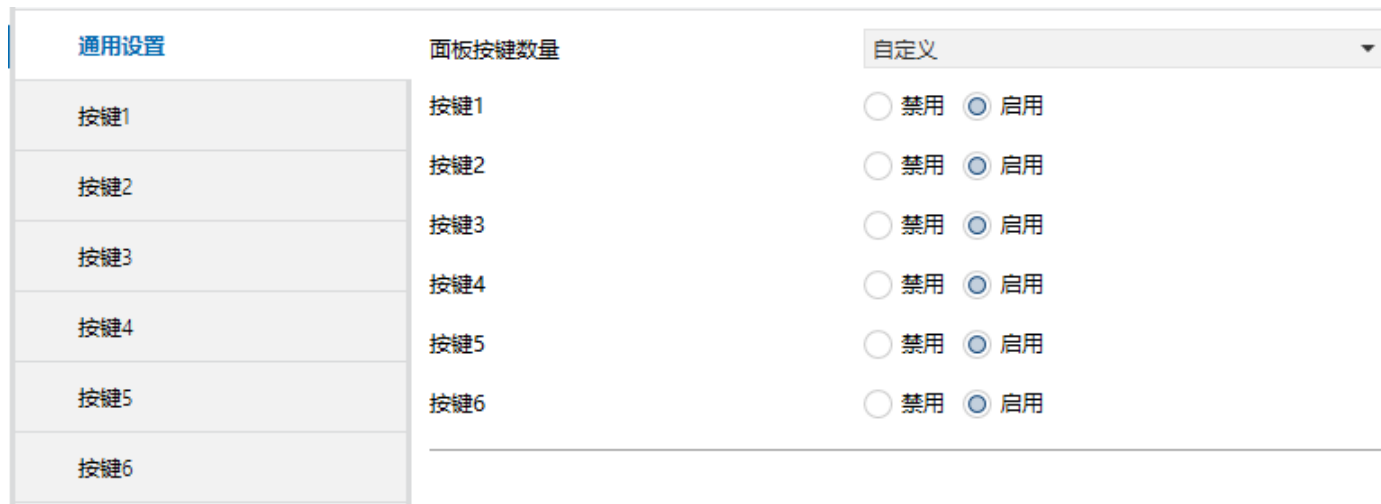 通用设置
按键1
按键2
按键3
按键4
按键5
按键6
面板按键数量 自定义
按键1 禁用 启用
按键2 禁用 启用
按键3 禁用 启用
按键4 禁用 启用
按键5 禁用 启用
按键6 禁用 启用